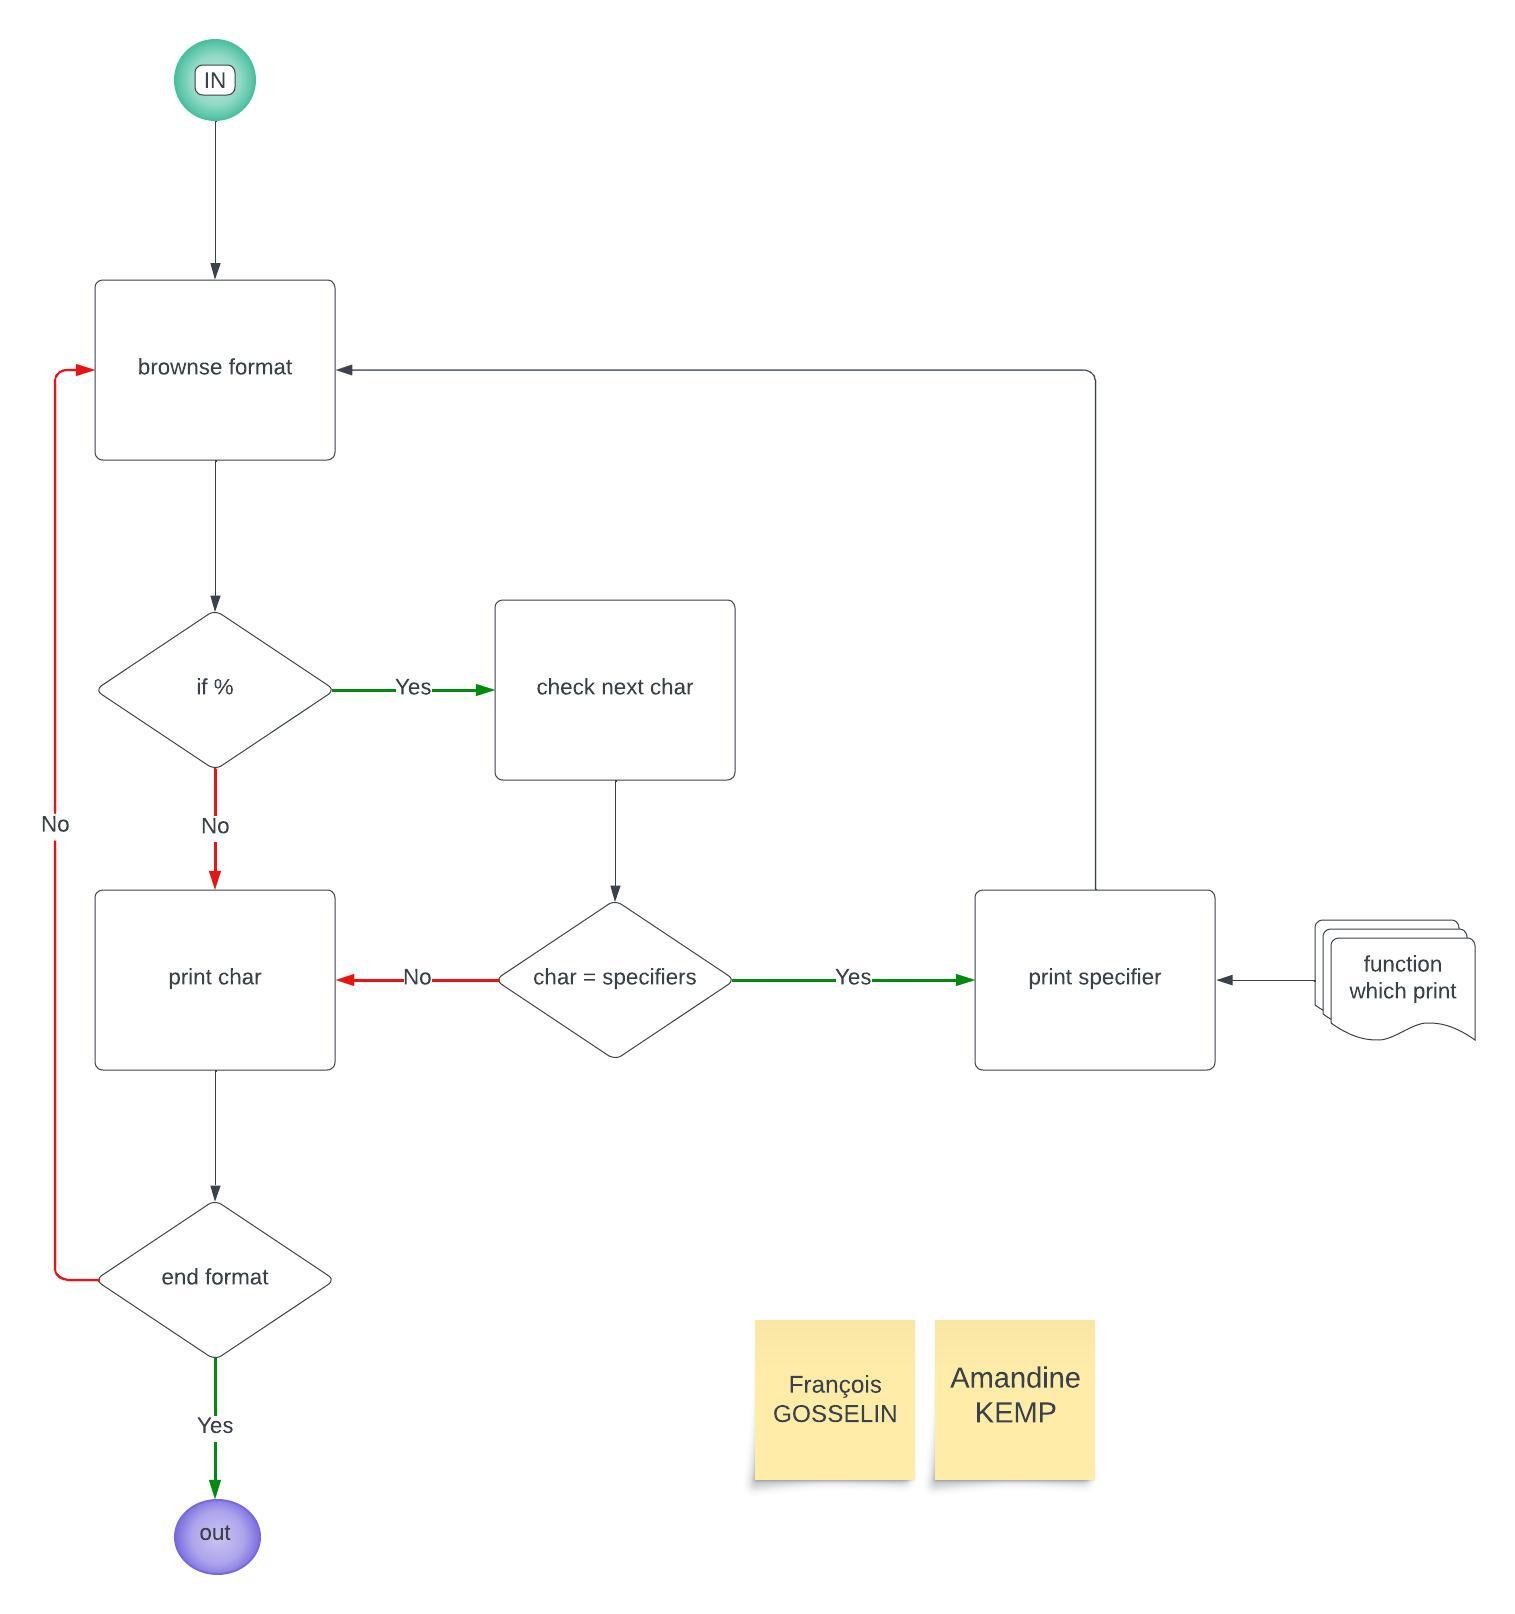 IN
brownse format
if %
Yes
check next char
No
No
print char
No
char = specifiers
Yes
print specifier
function
which print
end format
Yes
out
François
GOSSELIN
Amandine
KEMP